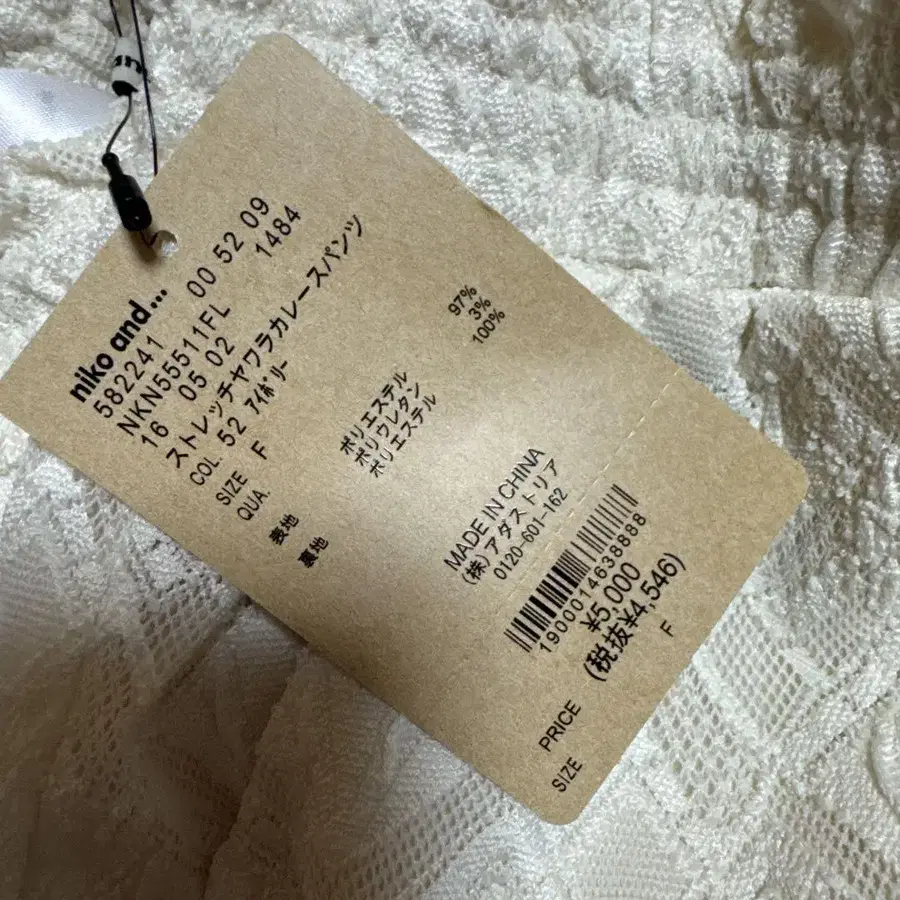 niko and...
582241 00 52 09
NKN55511FL 1484
16 05 02
ストレッチヤワラカレースパンツ
COL. 52 アイボリー
SIZE F
QUA.
表地 ポリエステル 97%
ポリウレタン 3%
裏地 ポリエステル 100%
MADE IN CHINA
(株)アダストリア
0120-601-162
1900014638888
¥5,000
(税抜¥4,546)
PRICE
SIZE F